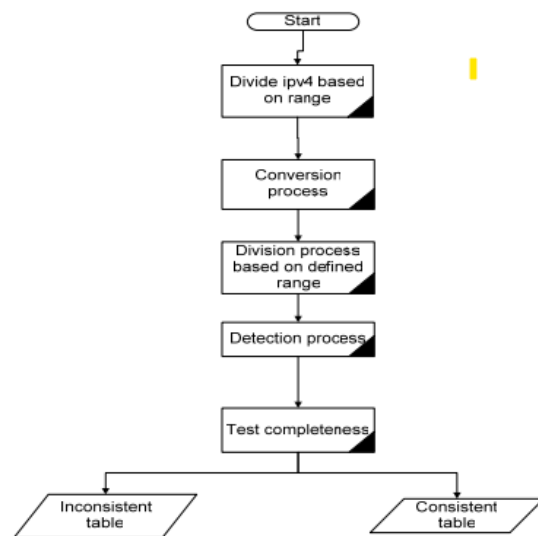 Start
Divide ipv4 based
on range
Conversion
process
Division process
based on defined
range
Detection process
Test completeness
Inconsistent
table
Consistent
table